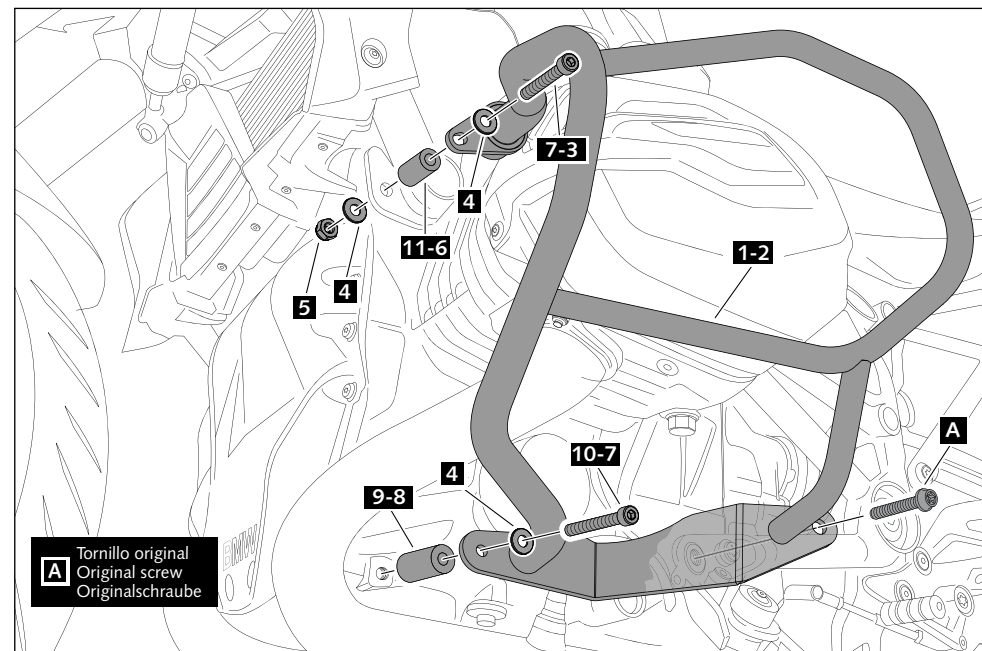 7-3
4
11-6
4
5
1-2
A
10-7
4
9-8
A
Tornillo original
Original screw
Originalschraube
BMW